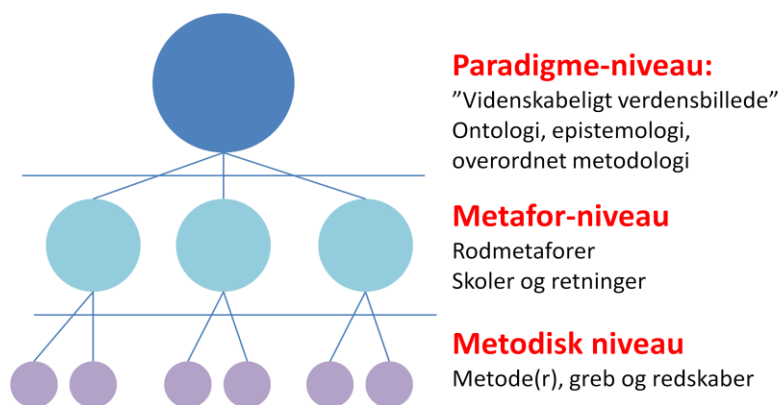 Paradigme-niveau:
”Videnskabeligt verdensbillede”
Ontologi, epistemologi,
overordnet metodologi
Metafor-niveau
Rodmetaforer
Skoler og retninger
Metodisk niveau
Metode(r), greb og redskaber